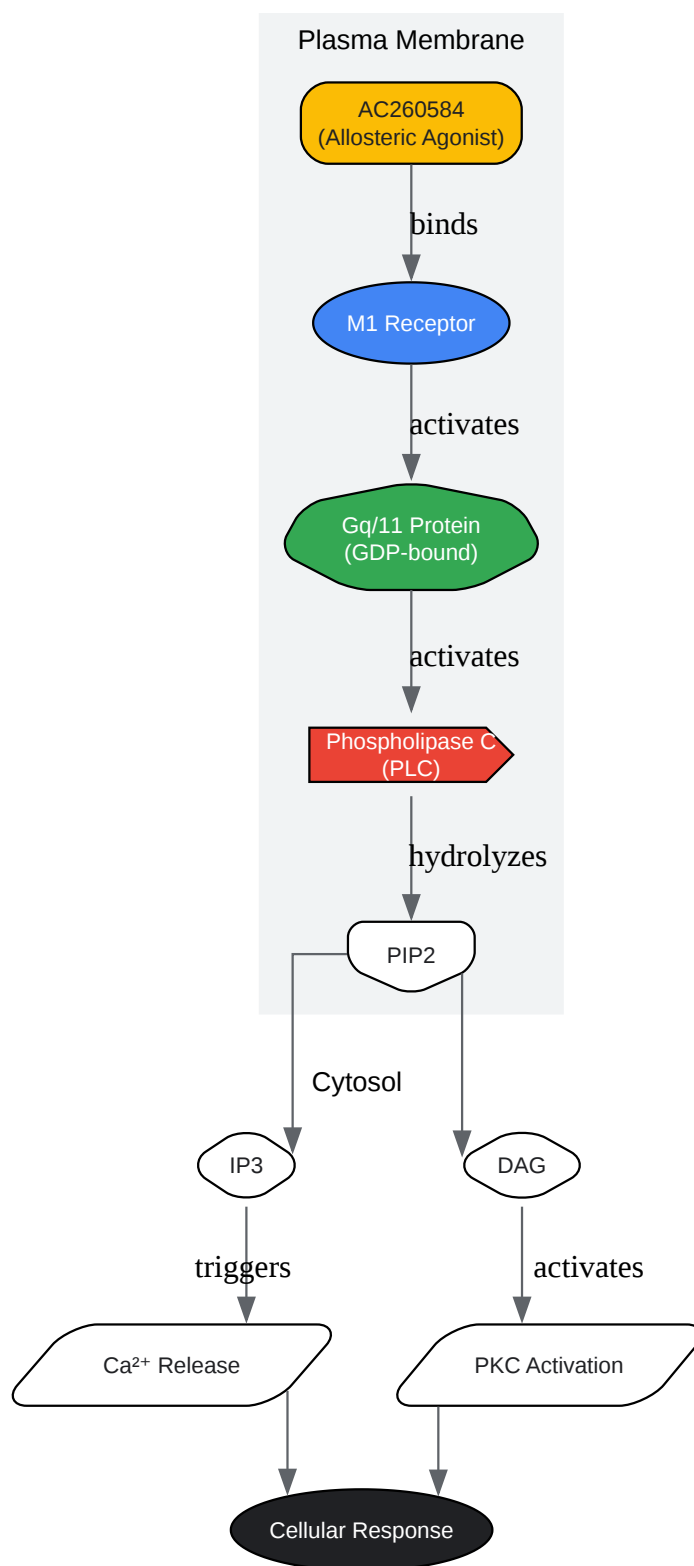 Plasma Membrane
AC260584
(Allosteric Agonist)
binds
M1 Receptor
activates
Gq/11 Protein
(GDP-bound)
activates
Phospholipase C
(PLC)
hydrolyzes
PIP2
Cytosol
IP3
DAG
triggers
activates
Ca²⁺ Release
PKC Activation
Cellular Response